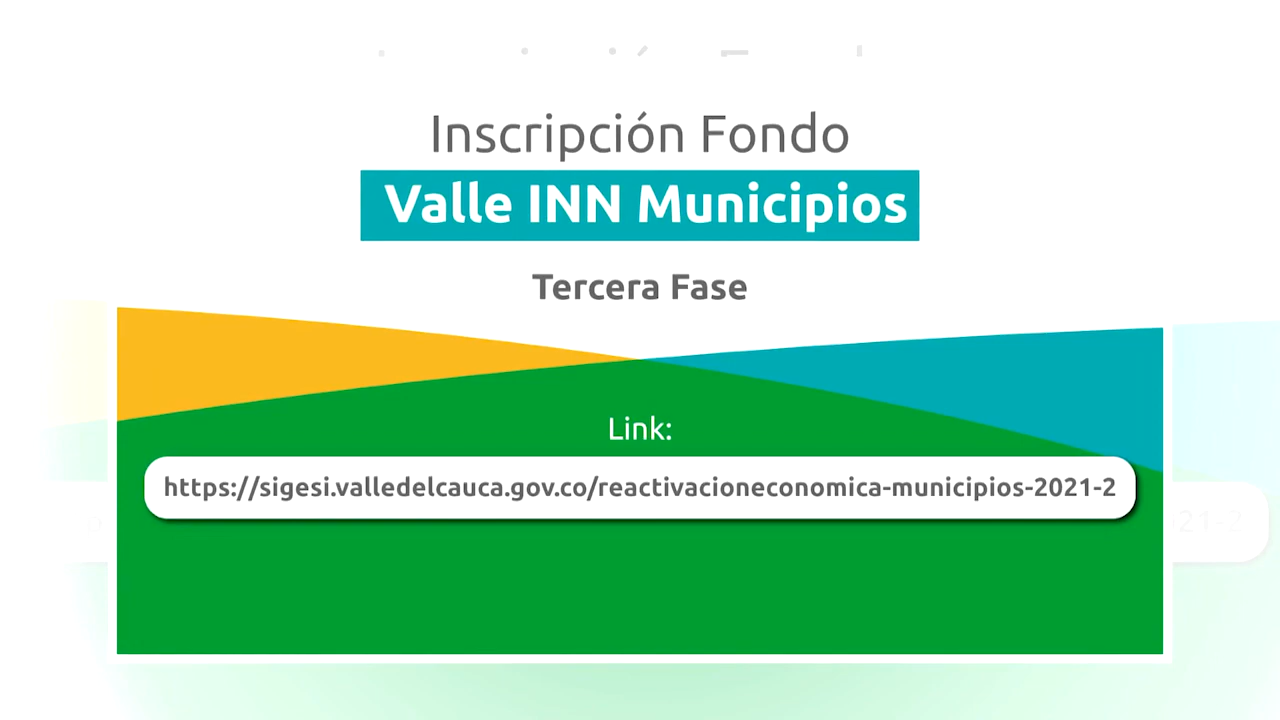 Inscripción Fondo
Valle INN Municipios
Tercera Fase
Link:
https://sigesi.valledelcauca.gov.co/reactivacioneconomica-municipios-2021-2